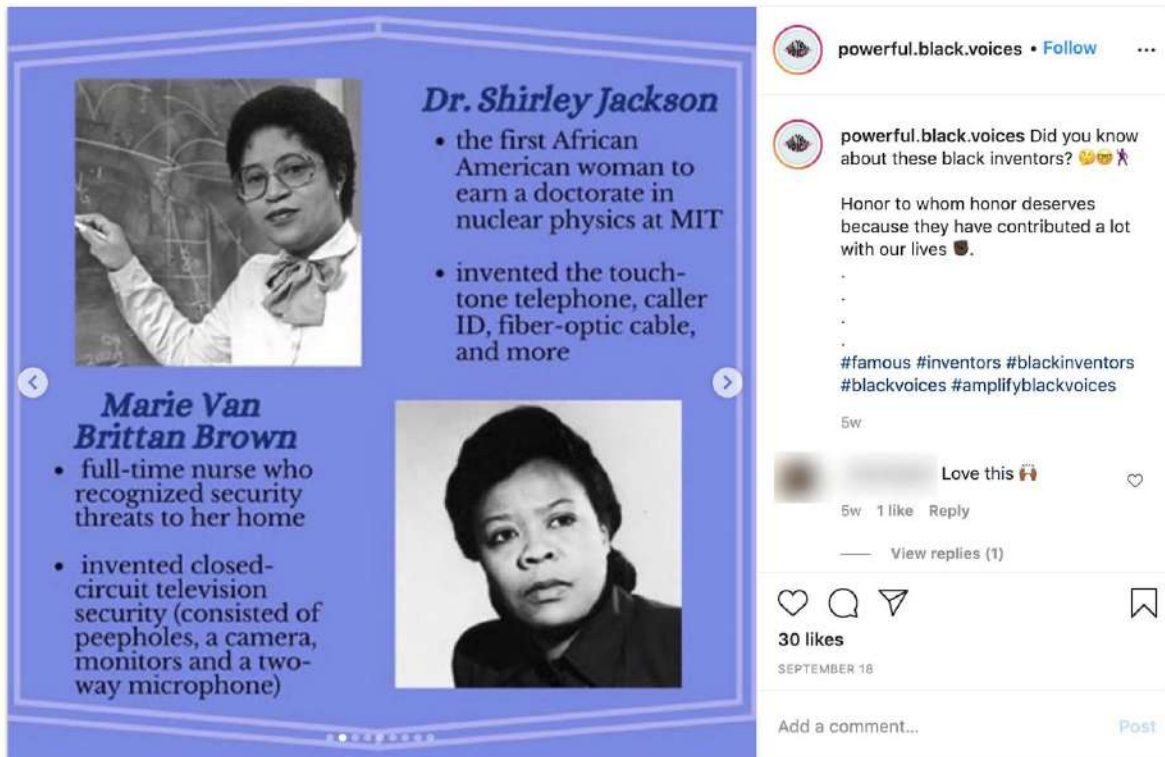 Dr. Shirley Jackson
• the first African
American woman to
earn a doctorate in
nuclear physics at MIT
• invented the touch-
tone telephone, caller
ID, fiber-optic cable,
and more
Marie Van
Brittan Brown
• full-time nurse who
recognized security
threats to her home
• invented closed-
circuit television
security (consisted of
peepholes, a camera,
monitors and a two-
way microphone)
powerful.black.voices • Follow
powerful.black.voices Did you know
about these black inventors? 🤔🤓🕺🏿
Honor to whom honor deserves
because they have contributed a lot
with our lives ✊🏿.
.
.
.
.
#famous #inventors #blackinventors
#blackvoices #amplifyblackvoices
5w
Love this 🙌🏾
5w 1 like Reply
View replies (1)
30 likes
SEPTEMBER 18
Add a comment... Post